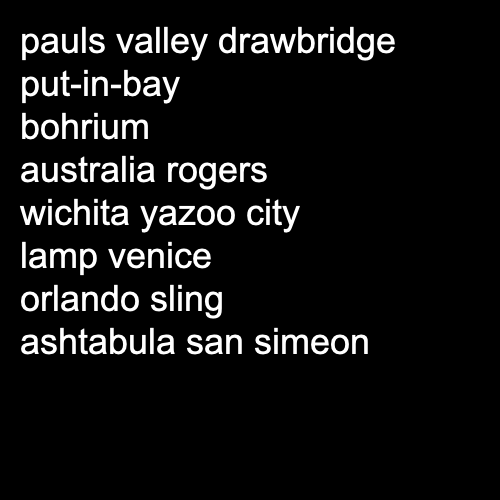 pauls valley drawbridge
put-in-bay
bohrium
australia rogers
wichita yazoo city
lamp venice
orlando sling
ashtabula san simeon